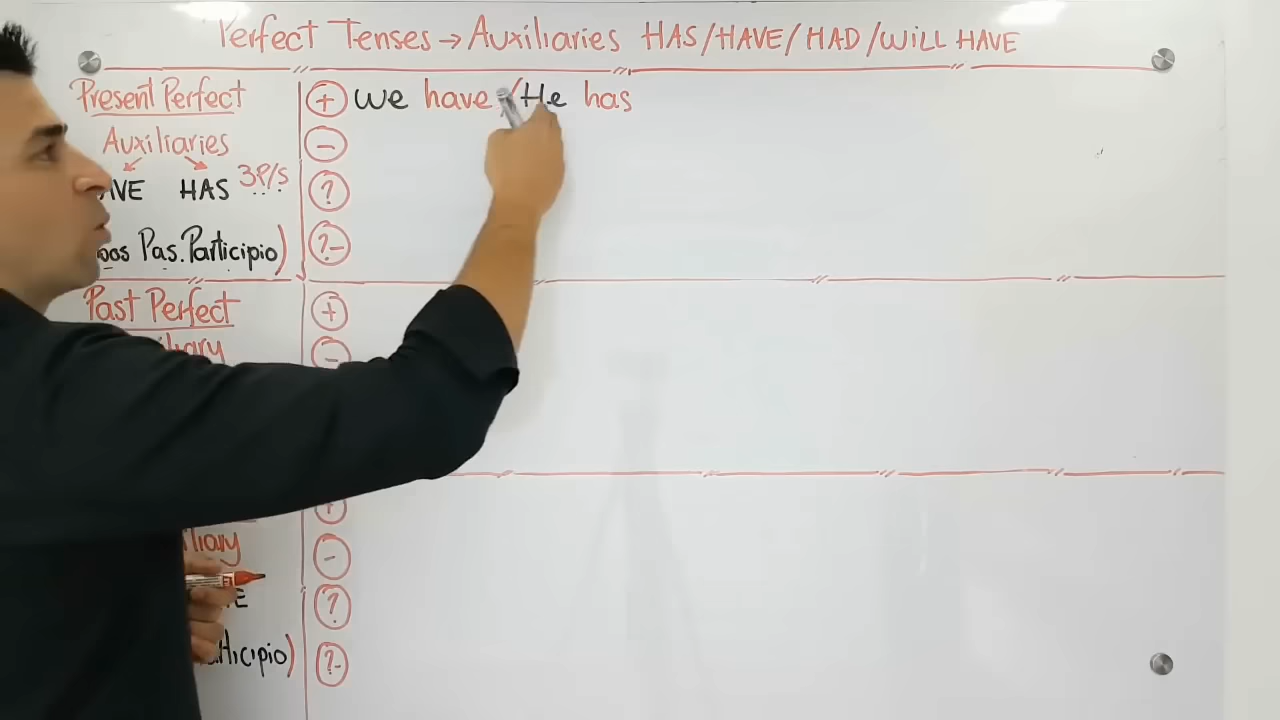 Perfect Tenses → Auxiliaries HAS/HAVE/HAD/WILL HAVE
Present Perfect
Auxiliaries
HAS 3P/S
Pas. Participio)
+ We have / He has
-
?
?-
Past Perfect
+
-
+
-
?
?-